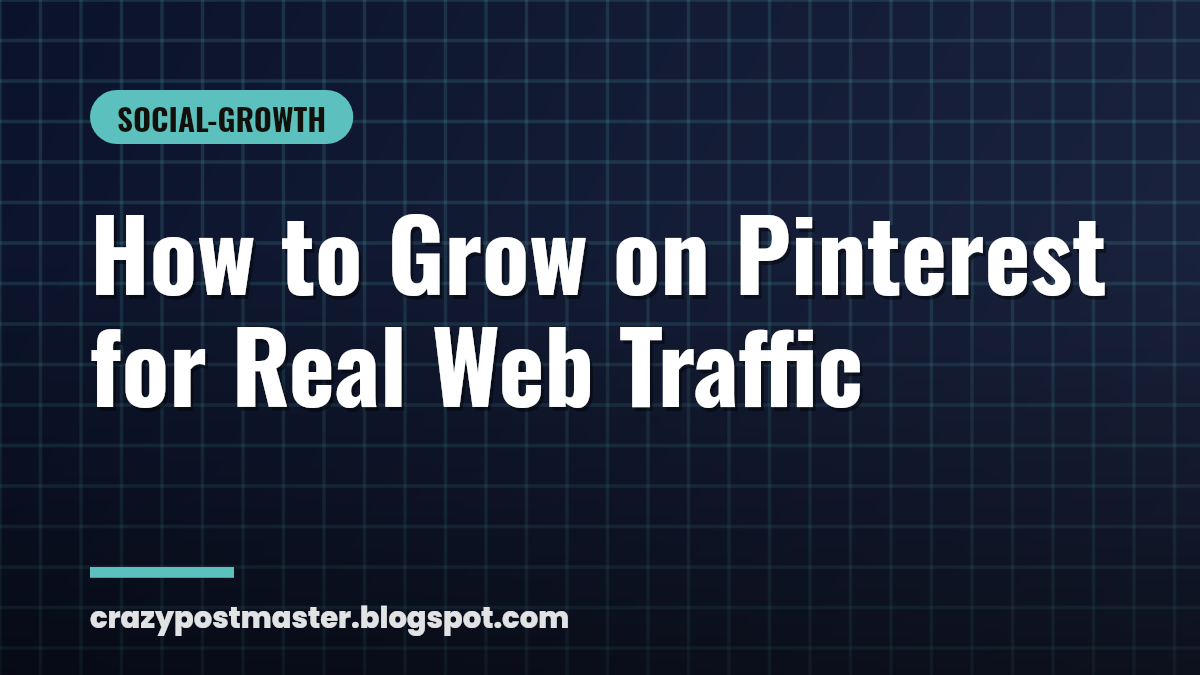 SOCIAL-GROWTH
How to Grow on Pinterest
for Real Web Traffic
crazypostmaster.blogspot.com